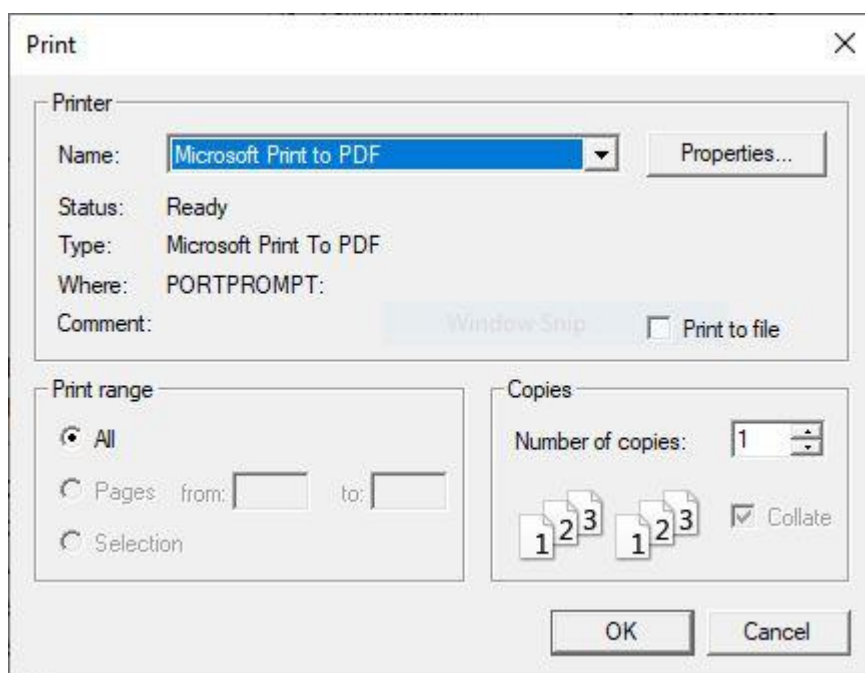 Print
Printer
Name: Microsoft Print to PDF Properties...
Status: Ready
Type: Microsoft Print To PDF
Where: PORTPROMPT:
Comment: Window Snip Print to file
Print range
All
Pages from: to:
Selection
Copies
Number of copies: 1
1 2 3 1 2 3 Collate
OK Cancel